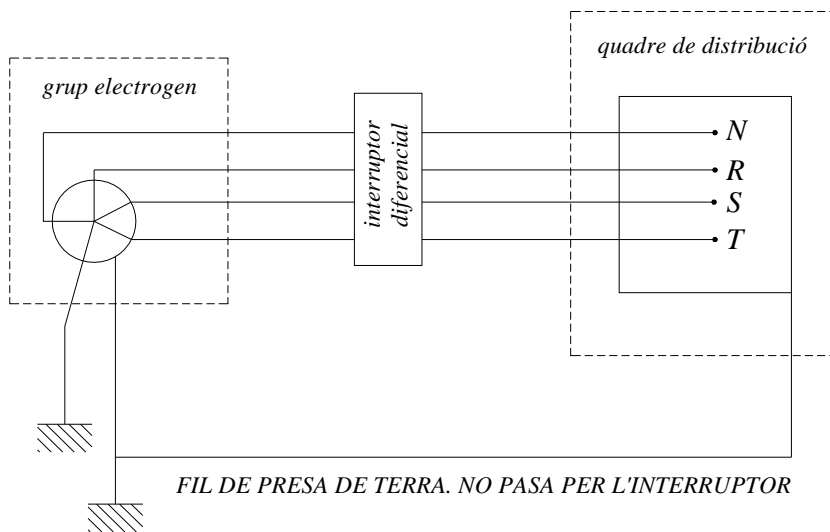 quadre de distribució
grup electrogen
interruptor
diferencial
N
R
S
T
FIL DE PRESA DE TERRA. NO PASA PER L'INTERRUPTOR